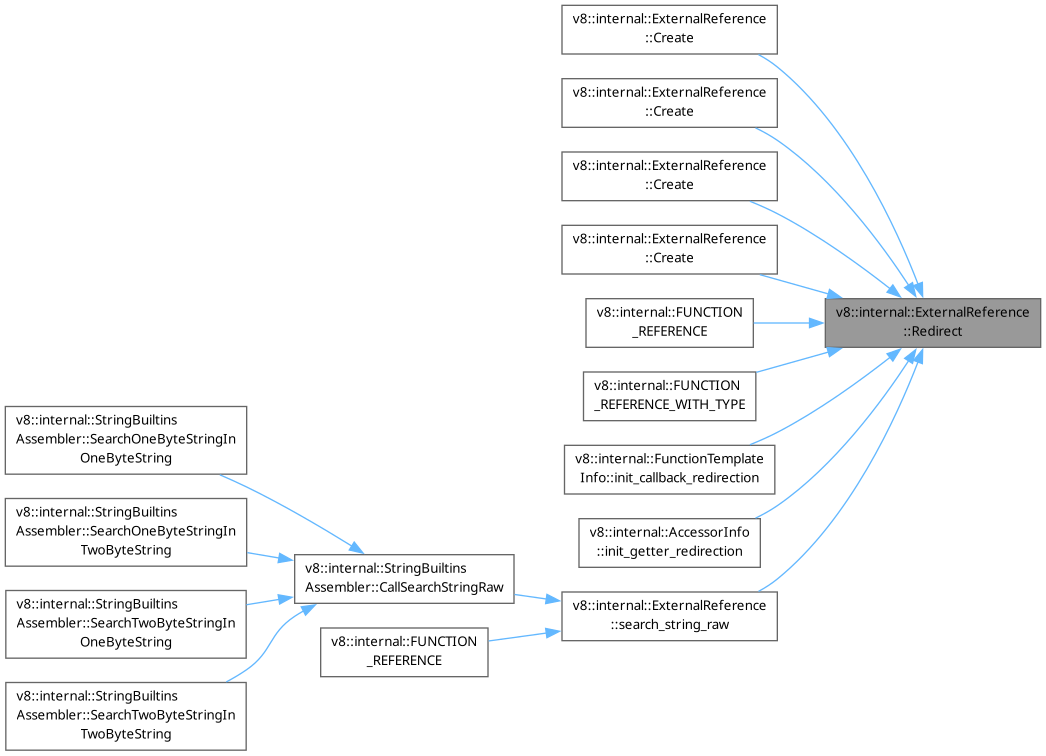 v8::internal::ExternalReference
::Create
v8::internal::ExternalReference
::Create
v8::internal::ExternalReference
::Create
v8::internal::ExternalReference
::Create
v8::internal::FUNCTION
_REFERENCE
v8::internal::ExternalReference
::Redirect
v8::internal::FUNCTION
_REFERENCE_WITH_TYPE
v8::internal::FunctionTemplate
Info::init_callback_redirection
v8::internal::AccessorInfo
::init_getter_redirection
v8::internal::ExternalReference
::search_string_raw
v8::internal::StringBuiltins
Assembler::CallSearchStringRaw
v8::internal::FUNCTION
_REFERENCE
v8::internal::StringBuiltins
Assembler::SearchOneByteStringIn
OneByteString
v8::internal::StringBuiltins
Assembler::SearchOneByteStringIn
TwoByteString
v8::internal::StringBuiltins
Assembler::SearchTwoByteStringIn
OneByteString
v8::internal::StringBuiltins
Assembler::SearchTwoByteStringIn
TwoByteString